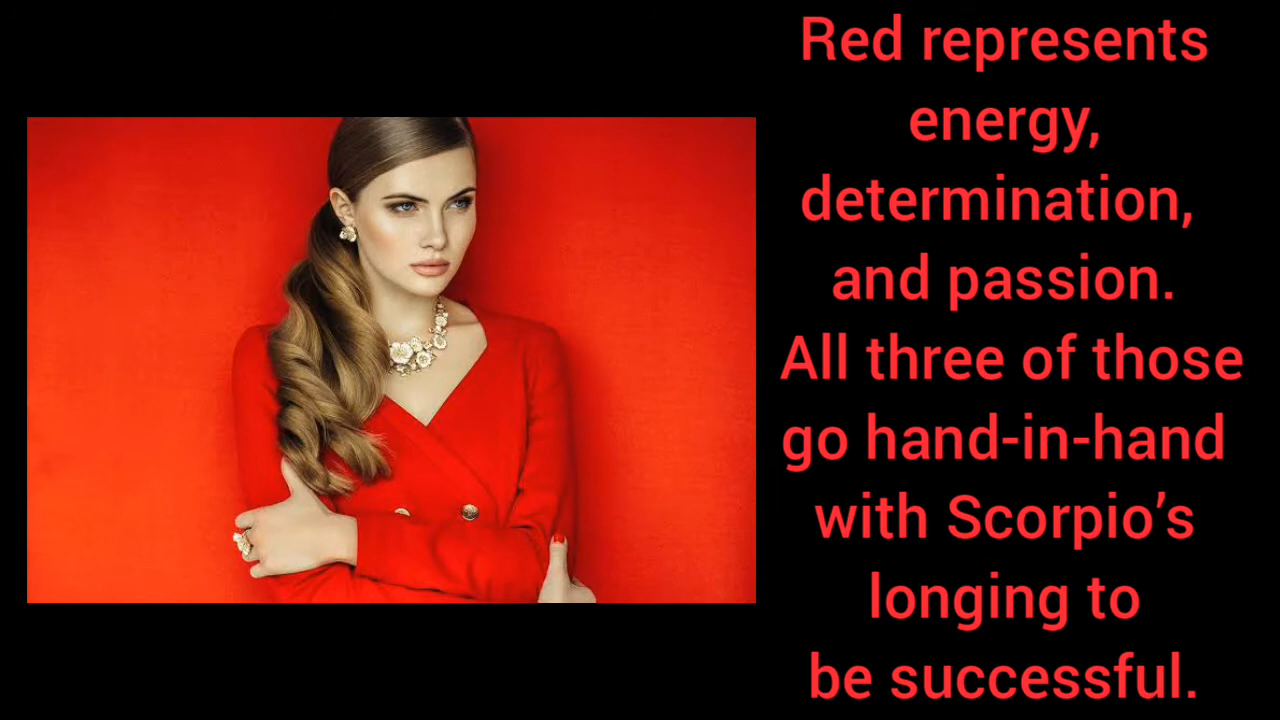 Red represents
energy,
determination,
and passion.
All three of those
go hand-in-hand
with Scorpio’s
longing to
be successful.